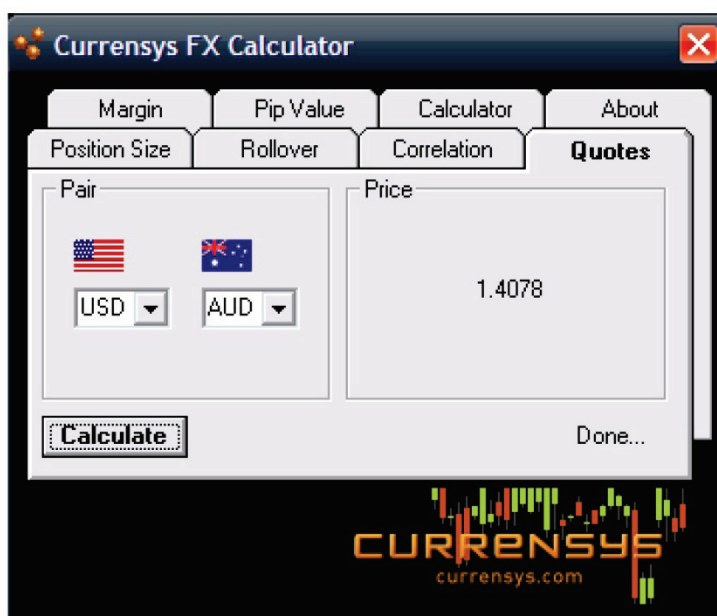 Currensys FX Calculator
Margin Pip Value Calculator About
Position Size Rollover Correlation Quotes
Pair Price
1.4078
USD AUD
Calculate Done...
CURRENSYS
currensys.com